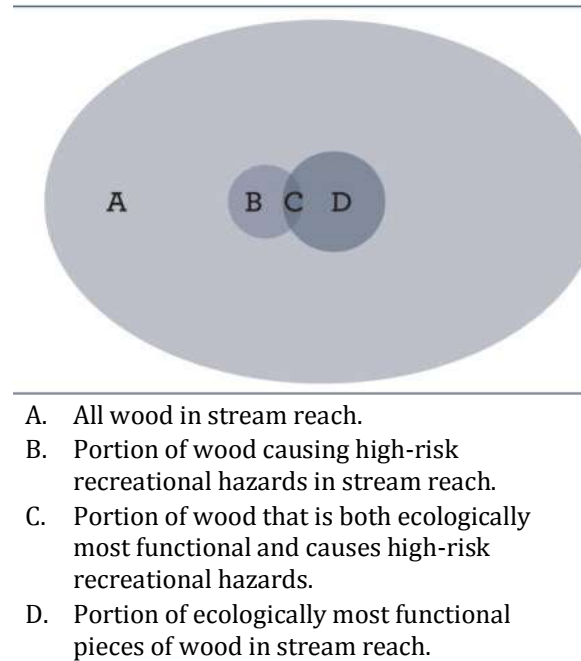 A B C D
A. All wood in stream reach.
B. Portion of wood causing high-risk
recreational hazards in stream reach.
C. Portion of wood that is both ecologically
most functional and causes high-risk
recreational hazards.
D. Portion of ecologically most functional
pieces of wood in stream reach.